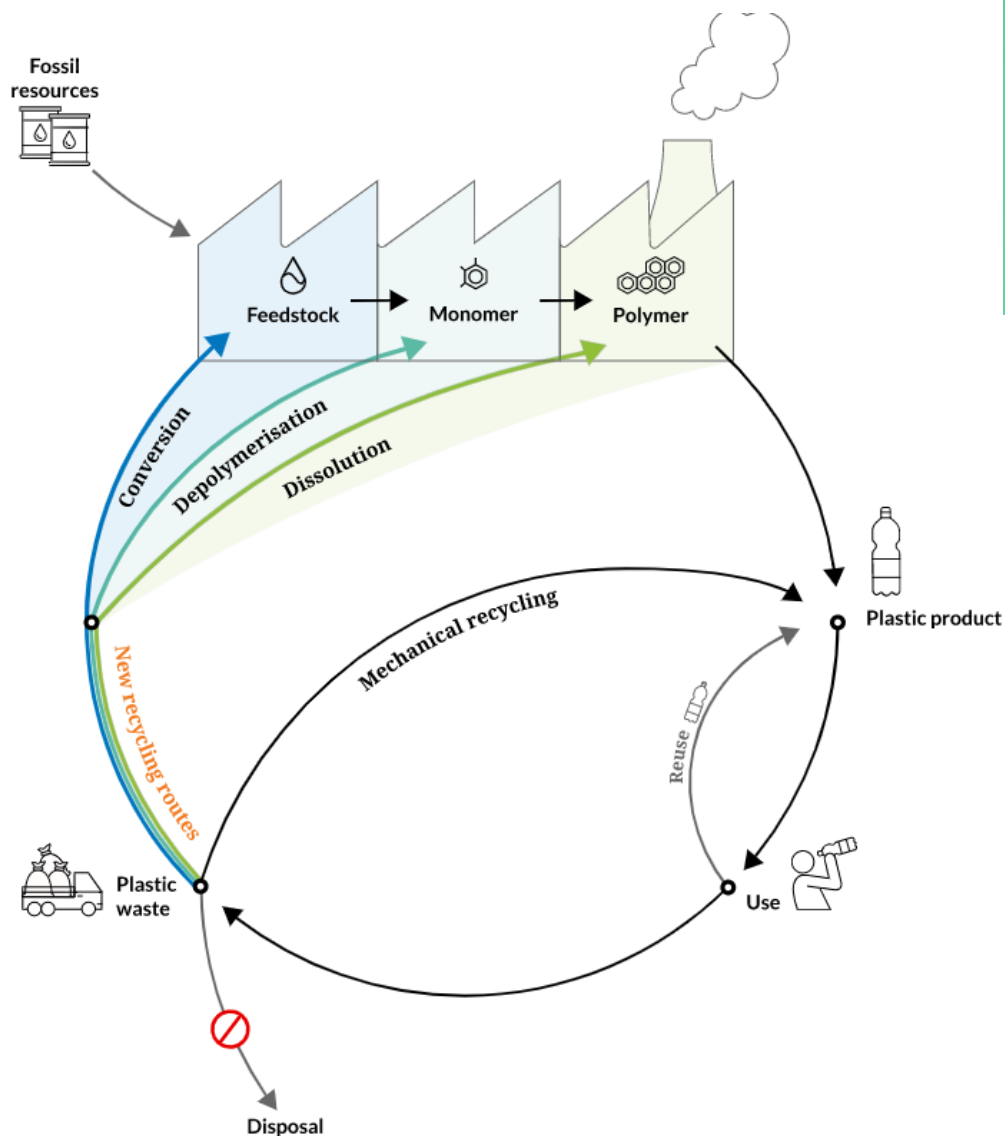 Fossil
resources
Feedstock
Monomer
Polymer
Conversion
Depolymerisation
Dissolution
Plastic product
Mechanical recycling
New recycling routes
Reuse
Plastic
waste
Use
Disposal